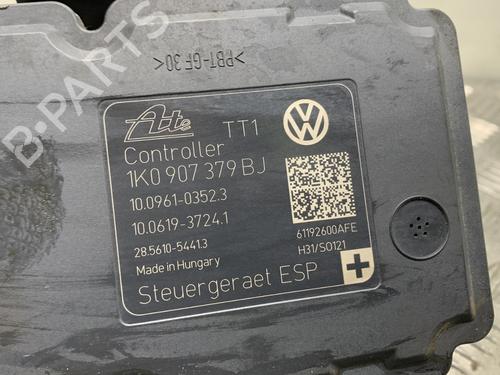 B-PARTS
>PBT-GF30<
Ate TT1
Controller
1K0 907 379 BJ
10.0961-0352.3
10.0619-3724.1
28.5610-5441.3
61192600AFE
Made in Hungary
H31/SO121
Steuergeraet ESP